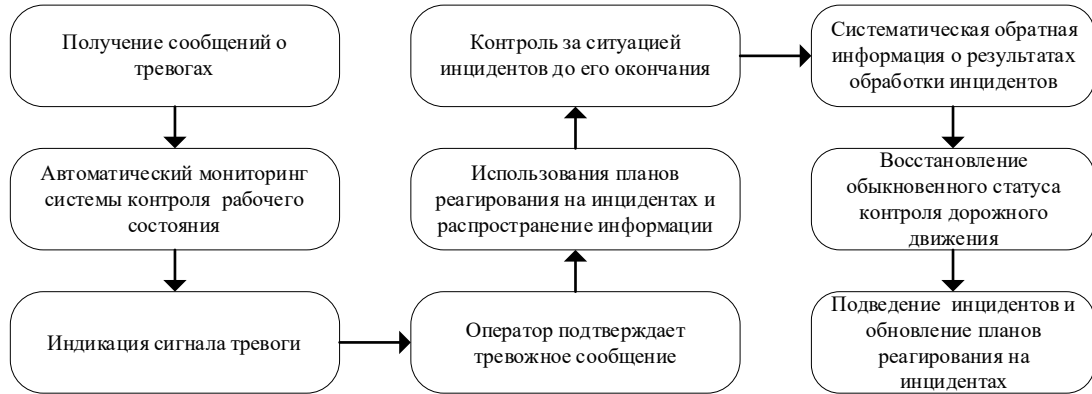 Получение сообщений о
тревогах
Автоматический мониторинг
системы контроля рабочего
состояния
Индикация сигнала тревоги
Оператор подтверждает
тревожное сообщение
Использования планов
реагирования на инцидентах и
распространение информации
Контроль за ситуацией
инцидентов до его окончания
Систематическая обратная
информация о результатах
обработки инцидентов
Восстановление
обыкновенного статуса
контроля дорожного
движения
Подведение инцидентов и
обновление планов
реагирования на
инцидентах